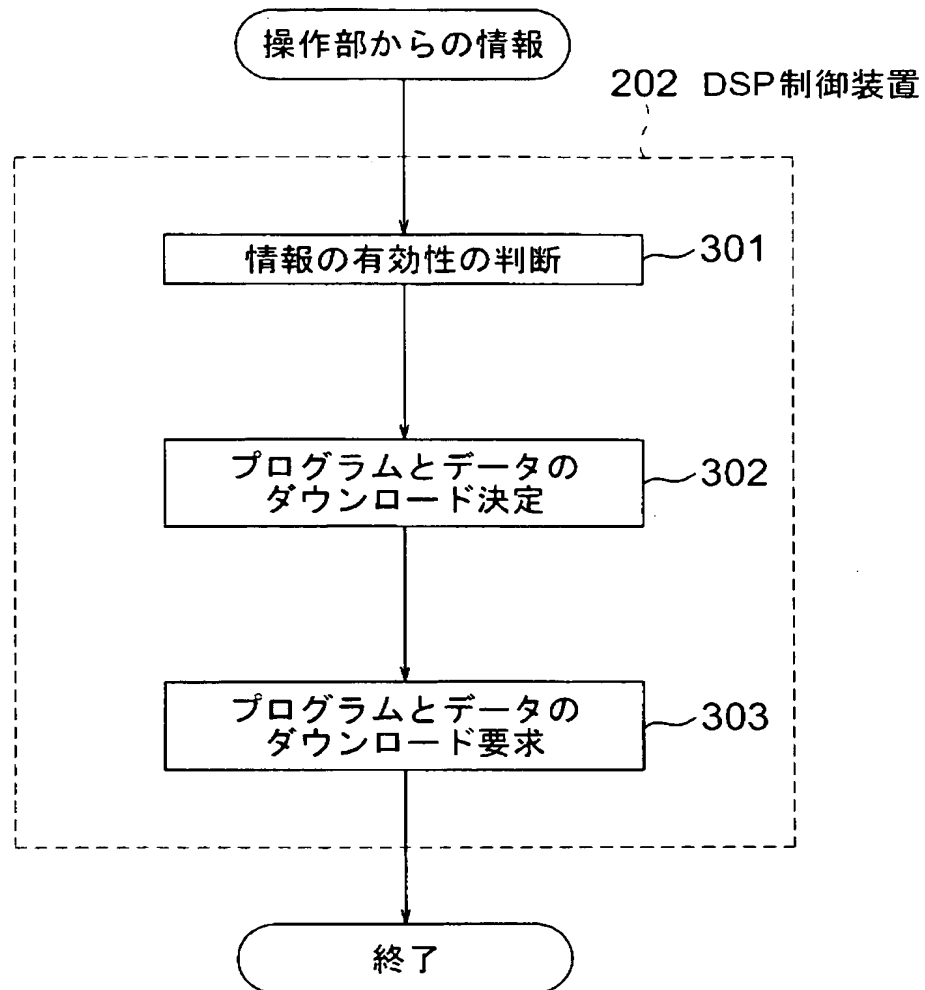 操作部からの情報
202 DSP制御装置
情報の有効性の判断
301
プログラムとデータの
ダウンロード決定
302
プログラムとデータの
ダウンロード要求
303
終了